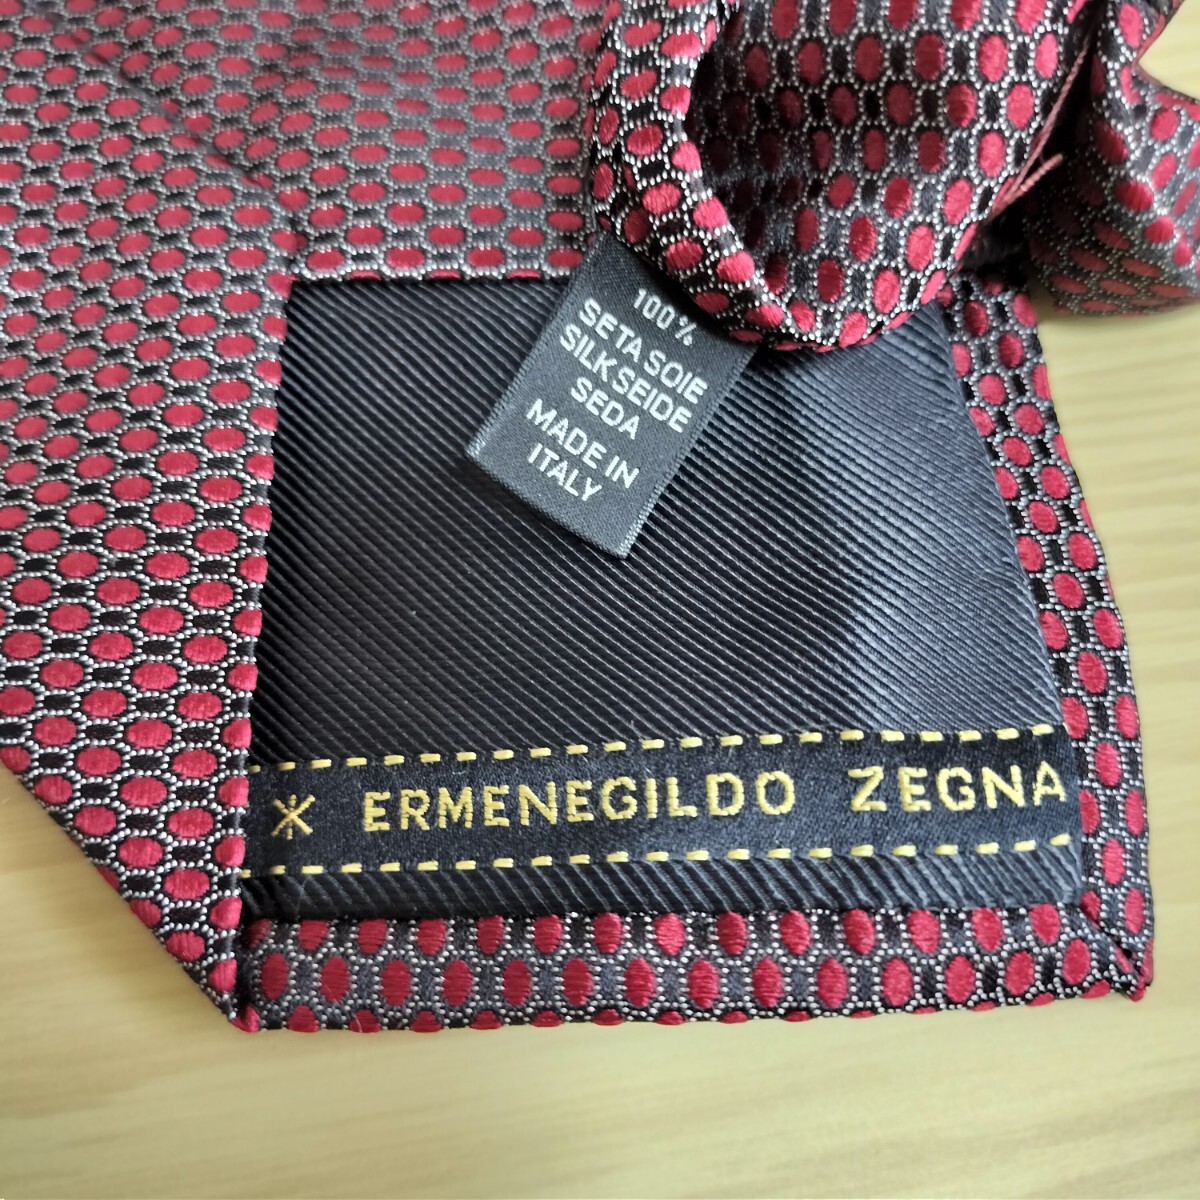 100%
SETA SOIE
SILK SEIDE
SEDA
MADE IN
ITALY
ERMENEGILDO ZEGNA